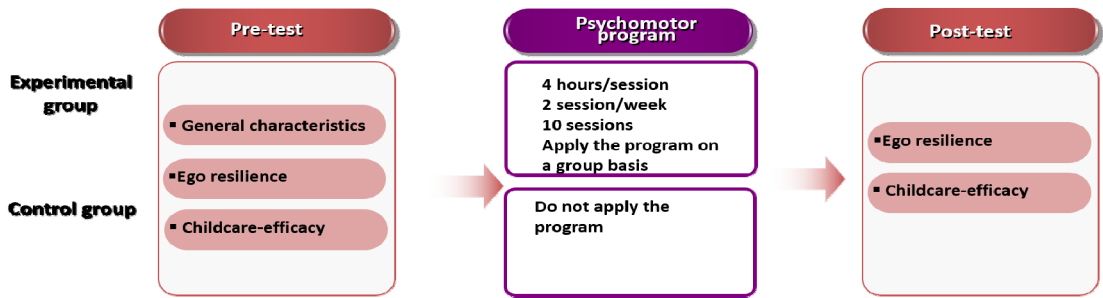 Pre-test
Psychomotor
program
Post-test
Experimental
group
Control group
▪ General characteristics
▪Ego resilience
▪ Childcare-efficacy
4 hours/session
2 session/week
10 sessions
Apply the program on
a group basis
Do not apply the
program
▪Ego resilience
▪ Childcare-efficacy